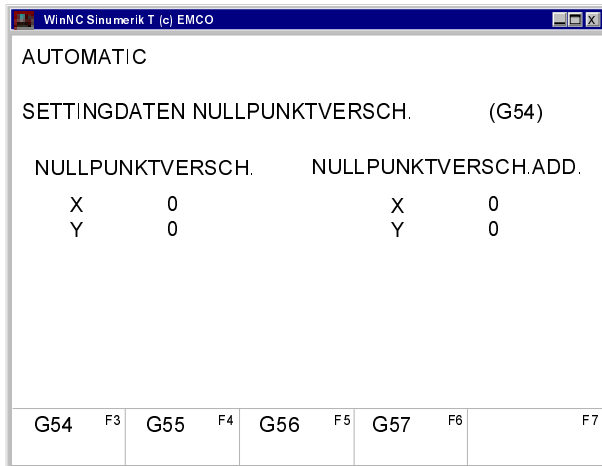 WinNC Sinumerik T (c) EMCO
AUTOMATIC
SETTINGDATEN NULLPUNKTVERSCH. (G54)
NULLPUNKTVERSCH. NULLPUNKTVERSCH.ADD.
X 0 X 0
Y 0 Y 0
G54 F3 G55 F4 G56 F5 G57 F6 F7